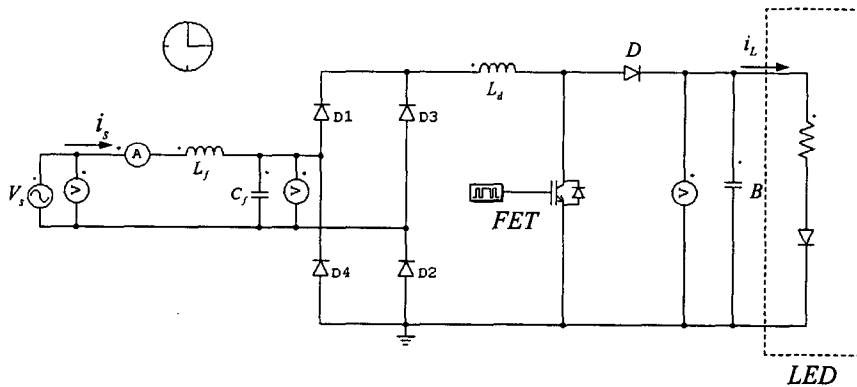 D
i_L
L_d
D1
D3
i_s
A
L_f
V_s
V
C_f
V
FET
V
B
D4
D2
LED